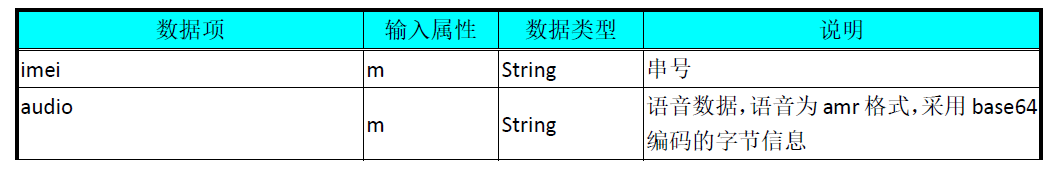 数据项 输入属性 数据类型 说明
imei m String 串号
audio m String 语音数据，语音为 amr 格式，采用 base64
编码的字节信息